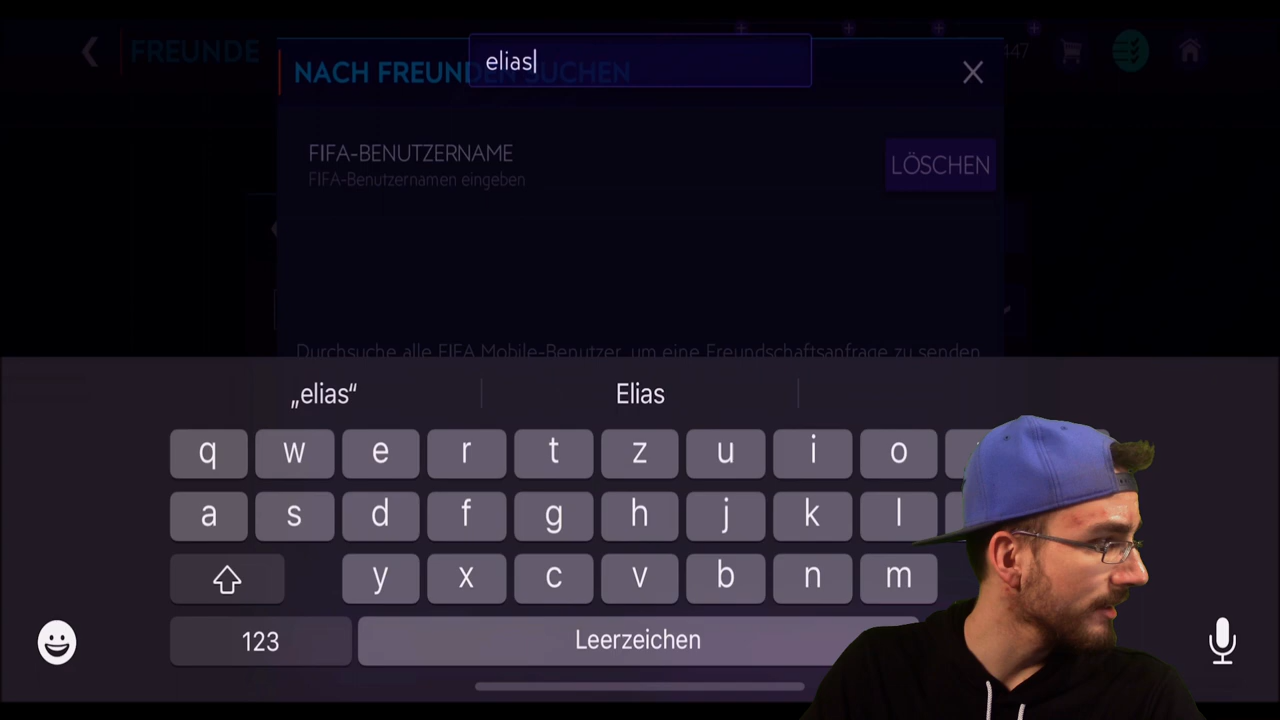 FREUNDE
elias
447
NACH FREUNDEN SUCHEN
FIFA-BENUTZERNAME
LÖSCHEN
FIFA-Benutzernamen eingeben
Durchsuche alle FIFA Mobile-Benutzer, um eine Freundschaftsanfrage zu senden
„elias“ Elias
q w e r t z u i o
a s d f g h j k l
y x c v b n m
123 Leerzeichen